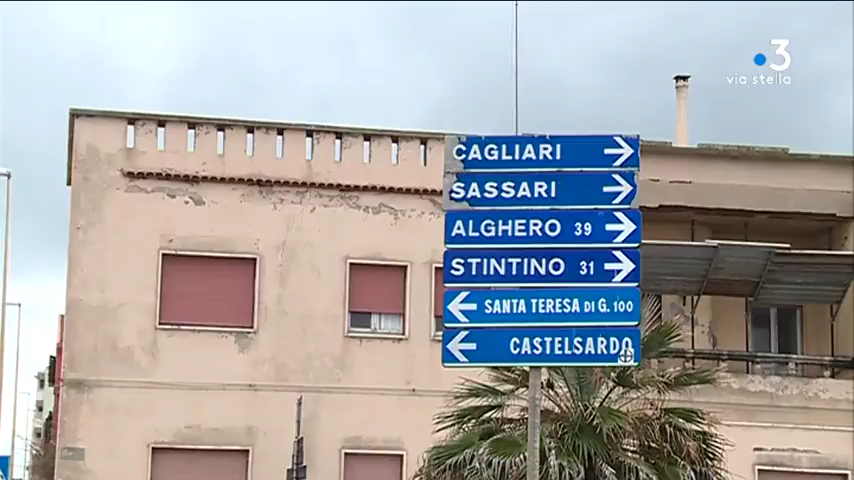 3
via stella
CAGLIARI
SASSARI
ALGHERO 39
STINTINO 31
SANTA TERESA DI G. 100
CASTELSARDO